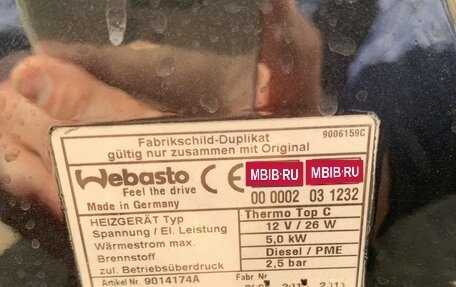 Fabrikschild-Duplikat
9006159C
gültig nur zusammen mit Original
Webasto CE MBIB.RU MBIB.RU
Feel the drive
00 0002 03 1232
Made in Germany
HEIZGERÄT Typ Thermo Top C
Spannung / El. Leistung 12 V / 26 W
Wärmestrom max. 5,0 kW
Brennstoff Diesel / PME
zul. Betriebsüberdruck 2,5 bar
Artikel Nr. 9014174A Fabr Nr